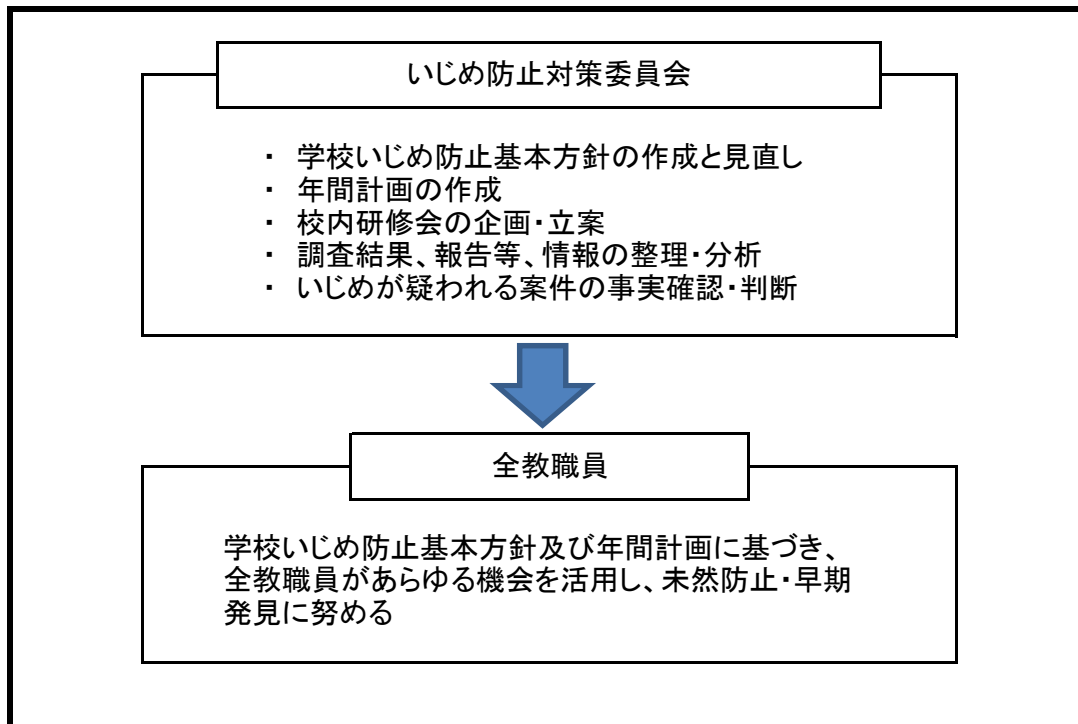 いじめ防止対策委員会
・ 学校いじめ防止基本方針の作成と見直し
・ 年間計画の作成
・ 校内研修会の企画・立案
・ 調査結果、報告等、情報の整理・分析
・ いじめが疑われる案件の事実確認・判断
全教職員
学校いじめ防止基本方針及び年間計画に基づき、
全教職員があらゆる機会を活用し、未然防止・早期
発見に努める